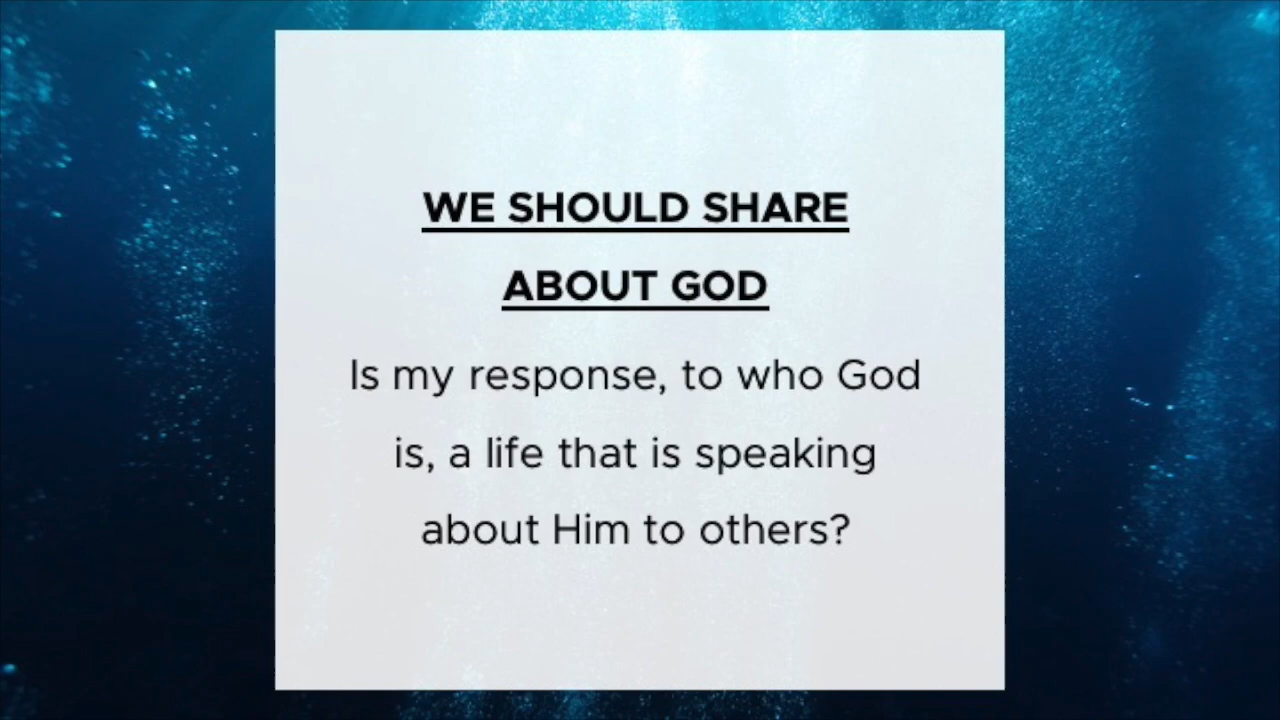 WE SHOULD SHARE
ABOUT GOD
Is my response, to who God
is, a life that is speaking
about Him to others?